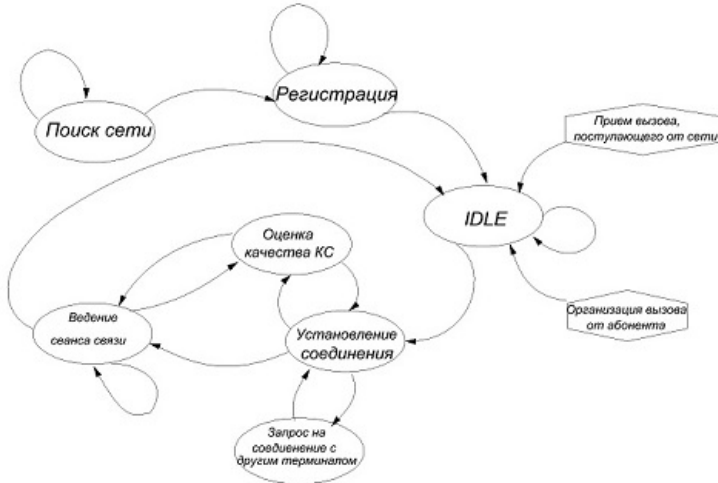 Поиск сети
Регистрация
Прием вызова,
поступающего от сети
IDLE
Оценка
качества КС
Организация вызова
от абонента
Ведение
сеанса связи
Установление
соединения
Запрос на
соедивенение с
другим терминалом